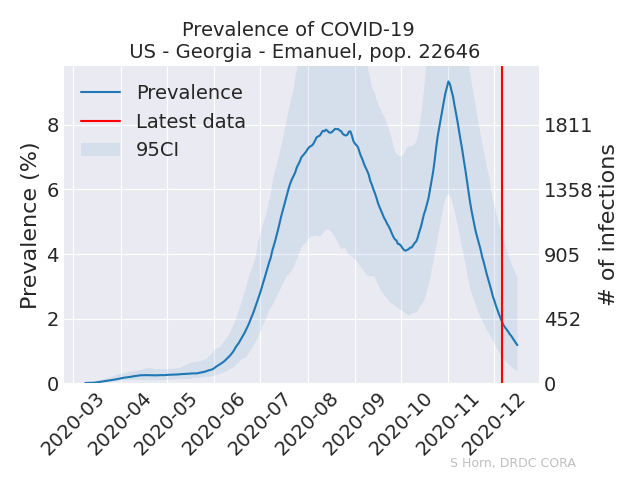 Prevalence of COVID-19
US - Georgia - Emanuel, pop. 22646
Prevalence
Latest data
95CI
Prevalence (%)
8
6
4
2
0
1811
1358
905
452
0
# of infections
2020-03
2020-04
2020-05
2020-06
2020-07
2020-08
2020-09
2020-10
2020-11
2020-12
S Horn, DRDC CORA